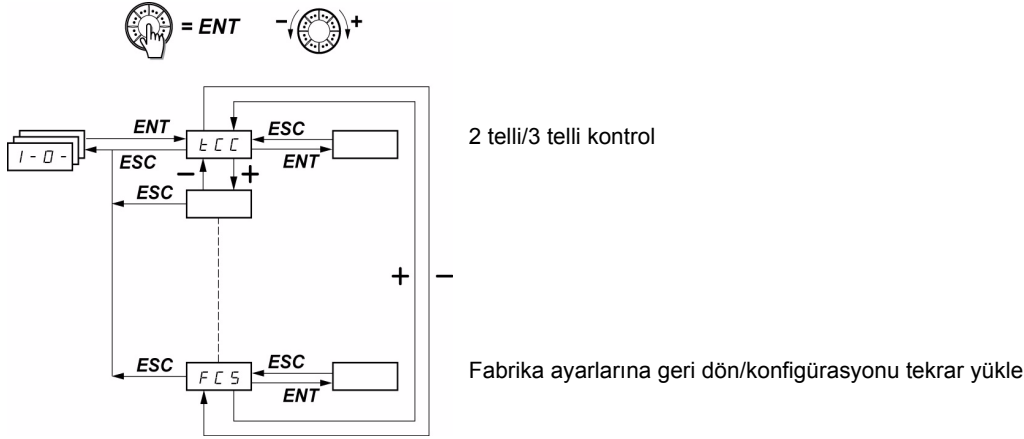 = ENT - +
ENT ESC
I - O - tCC 2 telli/3 telli kontrol
ESC ENT
- +
ESC
+ -
ESC ESC
FCS Fabrika ayarlarına geri dön/konfigürasyonu tekrar yükle
ENT